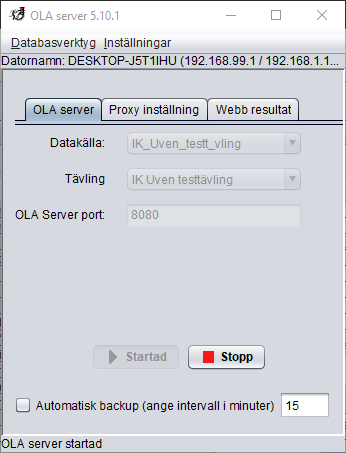 OLA server 5.10.1
Databasverktyg Inställningar
Datornamn: DESKTOP-J5T1IHU (192.168.99.1 / 192.168.1.1...
OLA server Proxy inställning Webb resultat
Datakälla: IK_Uven_testt_vling
Tävling IK Uven testtävling
OLA Server port: 8080
Startad Stopp
Automatisk backup (ange intervall i minuter) 15
OLA server startad